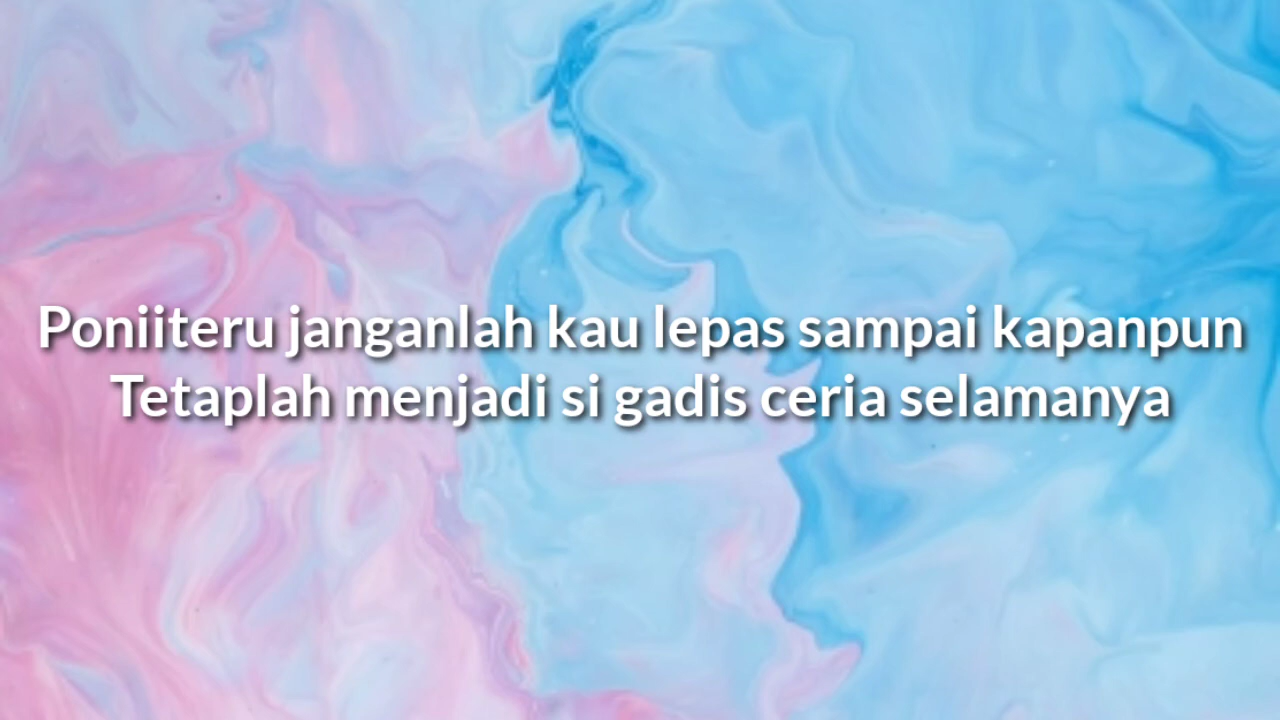 Poniiteru janganlah kau lepas sampai kapanpun
Tetaplah menjadi si gadis ceria selamanya